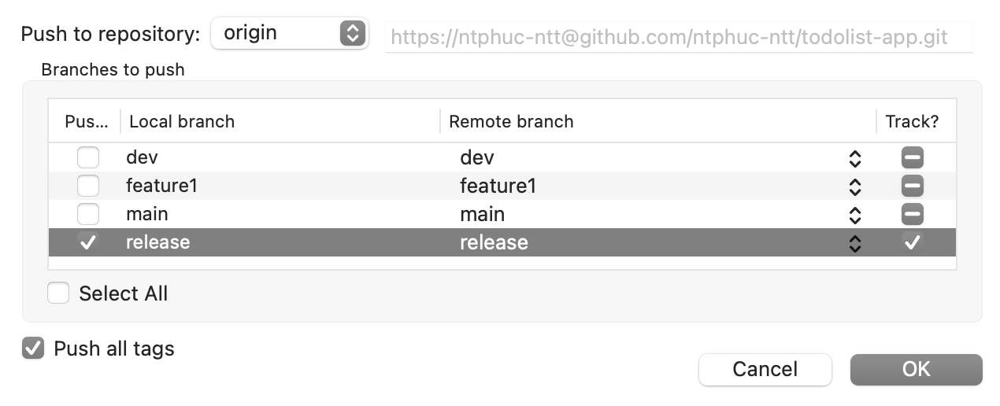 Push to repository: origin https://ntphuc-ntt@github.com/ntphuc-ntt/todolist-app.git
Branches to push
Pus... Local branch Remote branch Track?
dev dev
feature1 feature1
main main
release release
Select All
Push all tags
Cancel OK